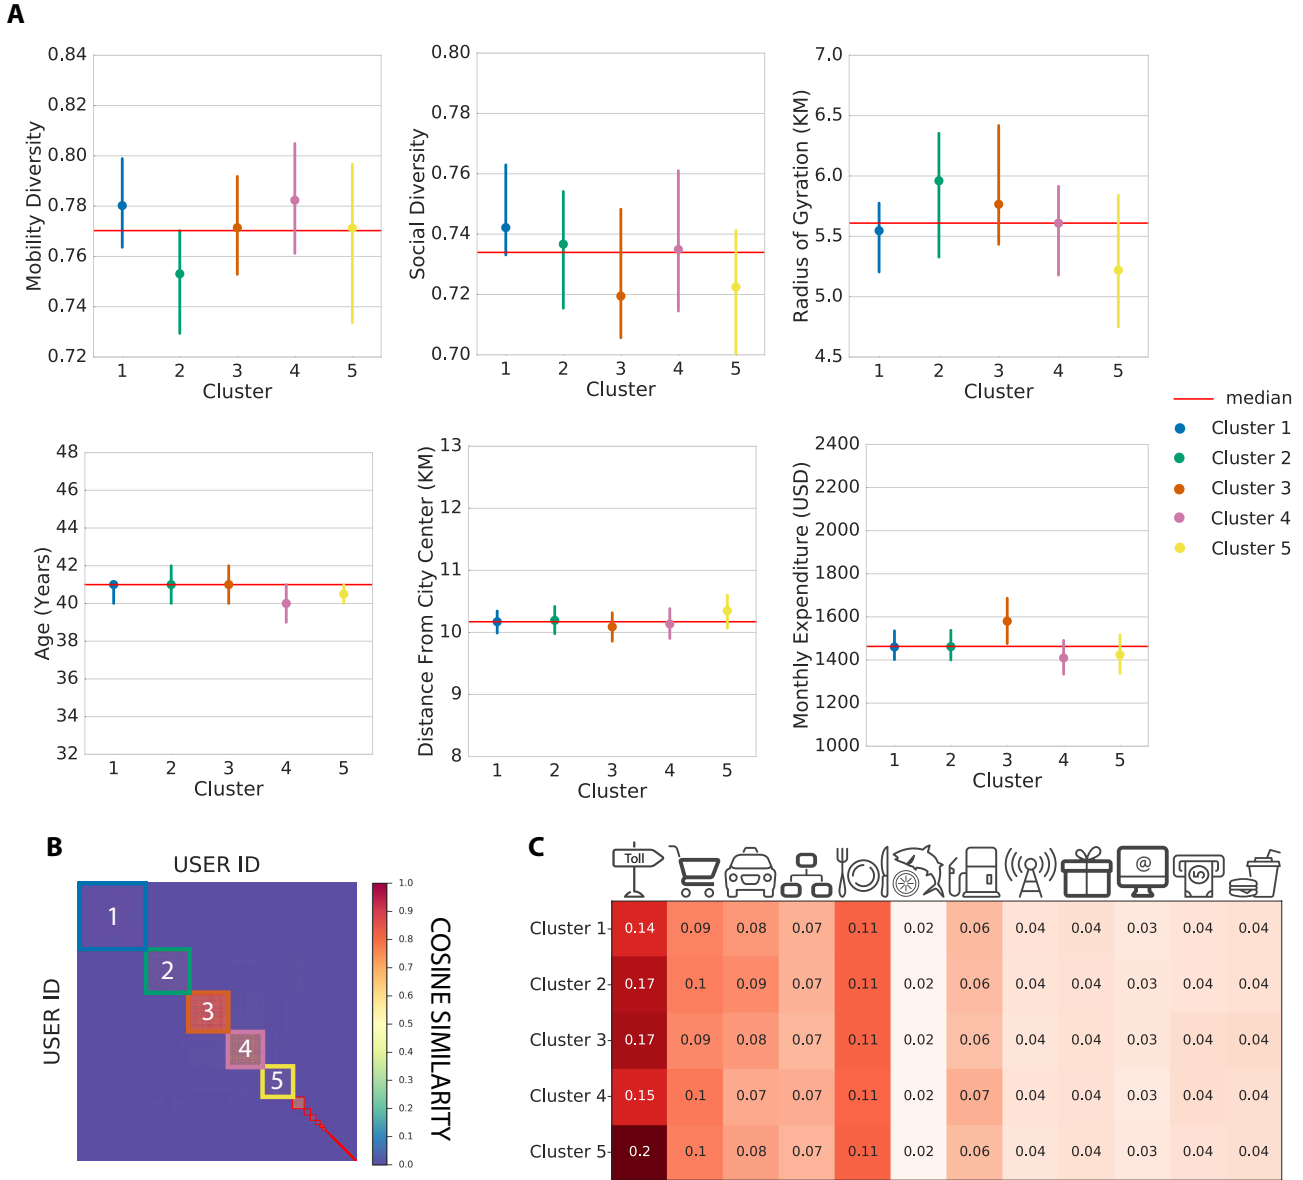 A
0.84
0.82
0.80
0.78
0.76
0.74
0.72
Mobility Diversity
1 2 3 4 5
Cluster
0.80
0.78
0.76
0.74
0.72
0.70
Social Diversity
1 2 3 4 5
Cluster
7.0
6.5
6.0
5.5
5.0
4.5
Radius of Gyration (KM)
1 2 3 4 5
Cluster
median
Cluster 1
Cluster 2
Cluster 3
Cluster 4
Cluster 5
48
46
44
42
40
38
36
34
32
Age (Years)
1 2 3 4 5
Cluster
13
12
11
10
9
8
Distance From City Center (KM)
1 2 3 4 5
Cluster
2400
2200
2000
1800
1600
1400
1200
1000
Monthly Expenditure (USD)
1 2 3 4 5
Cluster
B
USER ID
USER ID
1
2
3
4
5
1.0
0.9
0.8
0.7
0.6
0.5
0.4
0.3
0.2
0.1
0.0
COSINE SIMILARITY
C
Toll
@
5
Cluster 1 0.14 0.09 0.08 0.07 0.11 0.02 0.06 0.04 0.04 0.03 0.04 0.04
Cluster 2 0.17 0.1 0.09 0.07 0.11 0.02 0.06 0.04 0.04 0.03 0.04 0.04
Cluster 3 0.17 0.09 0.08 0.07 0.11 0.02 0.06 0.04 0.04 0.03 0.04 0.04
Cluster 4 0.15 0.1 0.07 0.07 0.11 0.02 0.07 0.04 0.04 0.03 0.04 0.04
Cluster 5 0.2 0.1 0.08 0.07 0.11 0.02 0.06 0.04 0.04 0.03 0.04 0.04